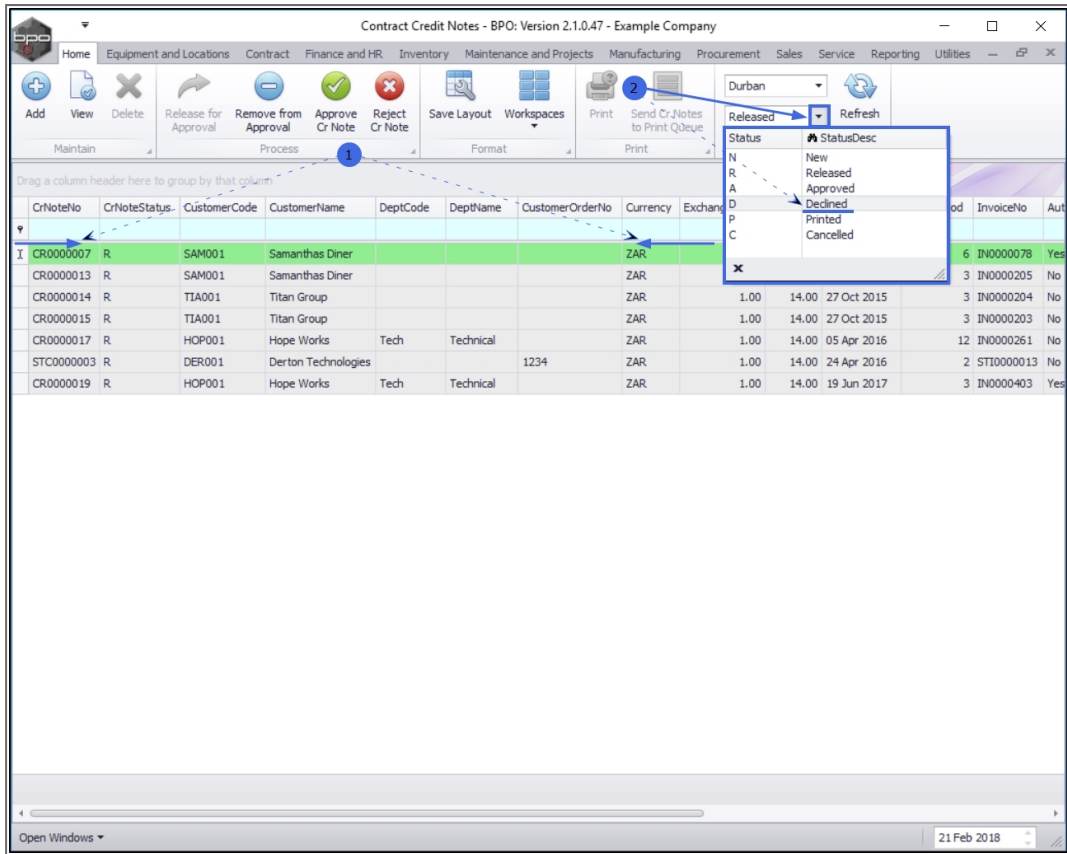 bpo
Contract Credit Notes - BPO: Version 2.1.0.47 - Example Company
Home Equipment and Locations Contract Finance and HR Inventory Maintenance and Projects Manufacturing Procurement Sales Service Reporting Utilities
Add View Delete Release for Approval Remove from Approval Approve Cr Note Reject Cr Note Save Layout Workspaces Print Send Cr Notes to Print Queue
Durban
Released Refresh
2
Maintain Process Format Print
1
Status StatusDesc
N New
R Released
A Approved
D Declined
P Printed
C Cancelled
x
Drag a column header here to group by that column
CrNoteNo CrNoteStatus CustomerCode CustomerName DeptCode DeptName CustomerOrderNo Currency Exchang od InvoiceNo Aut
CR0000007 R SAM001 Samanthas Diner ZAR 6 IN0000078 Yes
CR0000013 R SAM001 Samanthas Diner ZAR 3 IN0000205 No
CR0000014 R TIA001 Titan Group ZAR 1.00 14.00 27 Oct 2015 3 IN0000204 No
CR0000015 R TIA001 Titan Group ZAR 1.00 14.00 27 Oct 2015 3 IN0000203 No
CR0000017 R HOP001 Hope Works Tech Technical ZAR 1.00 14.00 05 Apr 2016 12 IN0000261 No
STC0000003 R DER001 Derton Technologies 1234 ZAR 1.00 14.00 24 Apr 2016 2 STI0000013 No
CR0000019 R HOP001 Hope Works Tech Technical ZAR 1.00 14.00 19 Jun 2017 3 IN0000403 Yes
Open Windows 21 Feb 2018